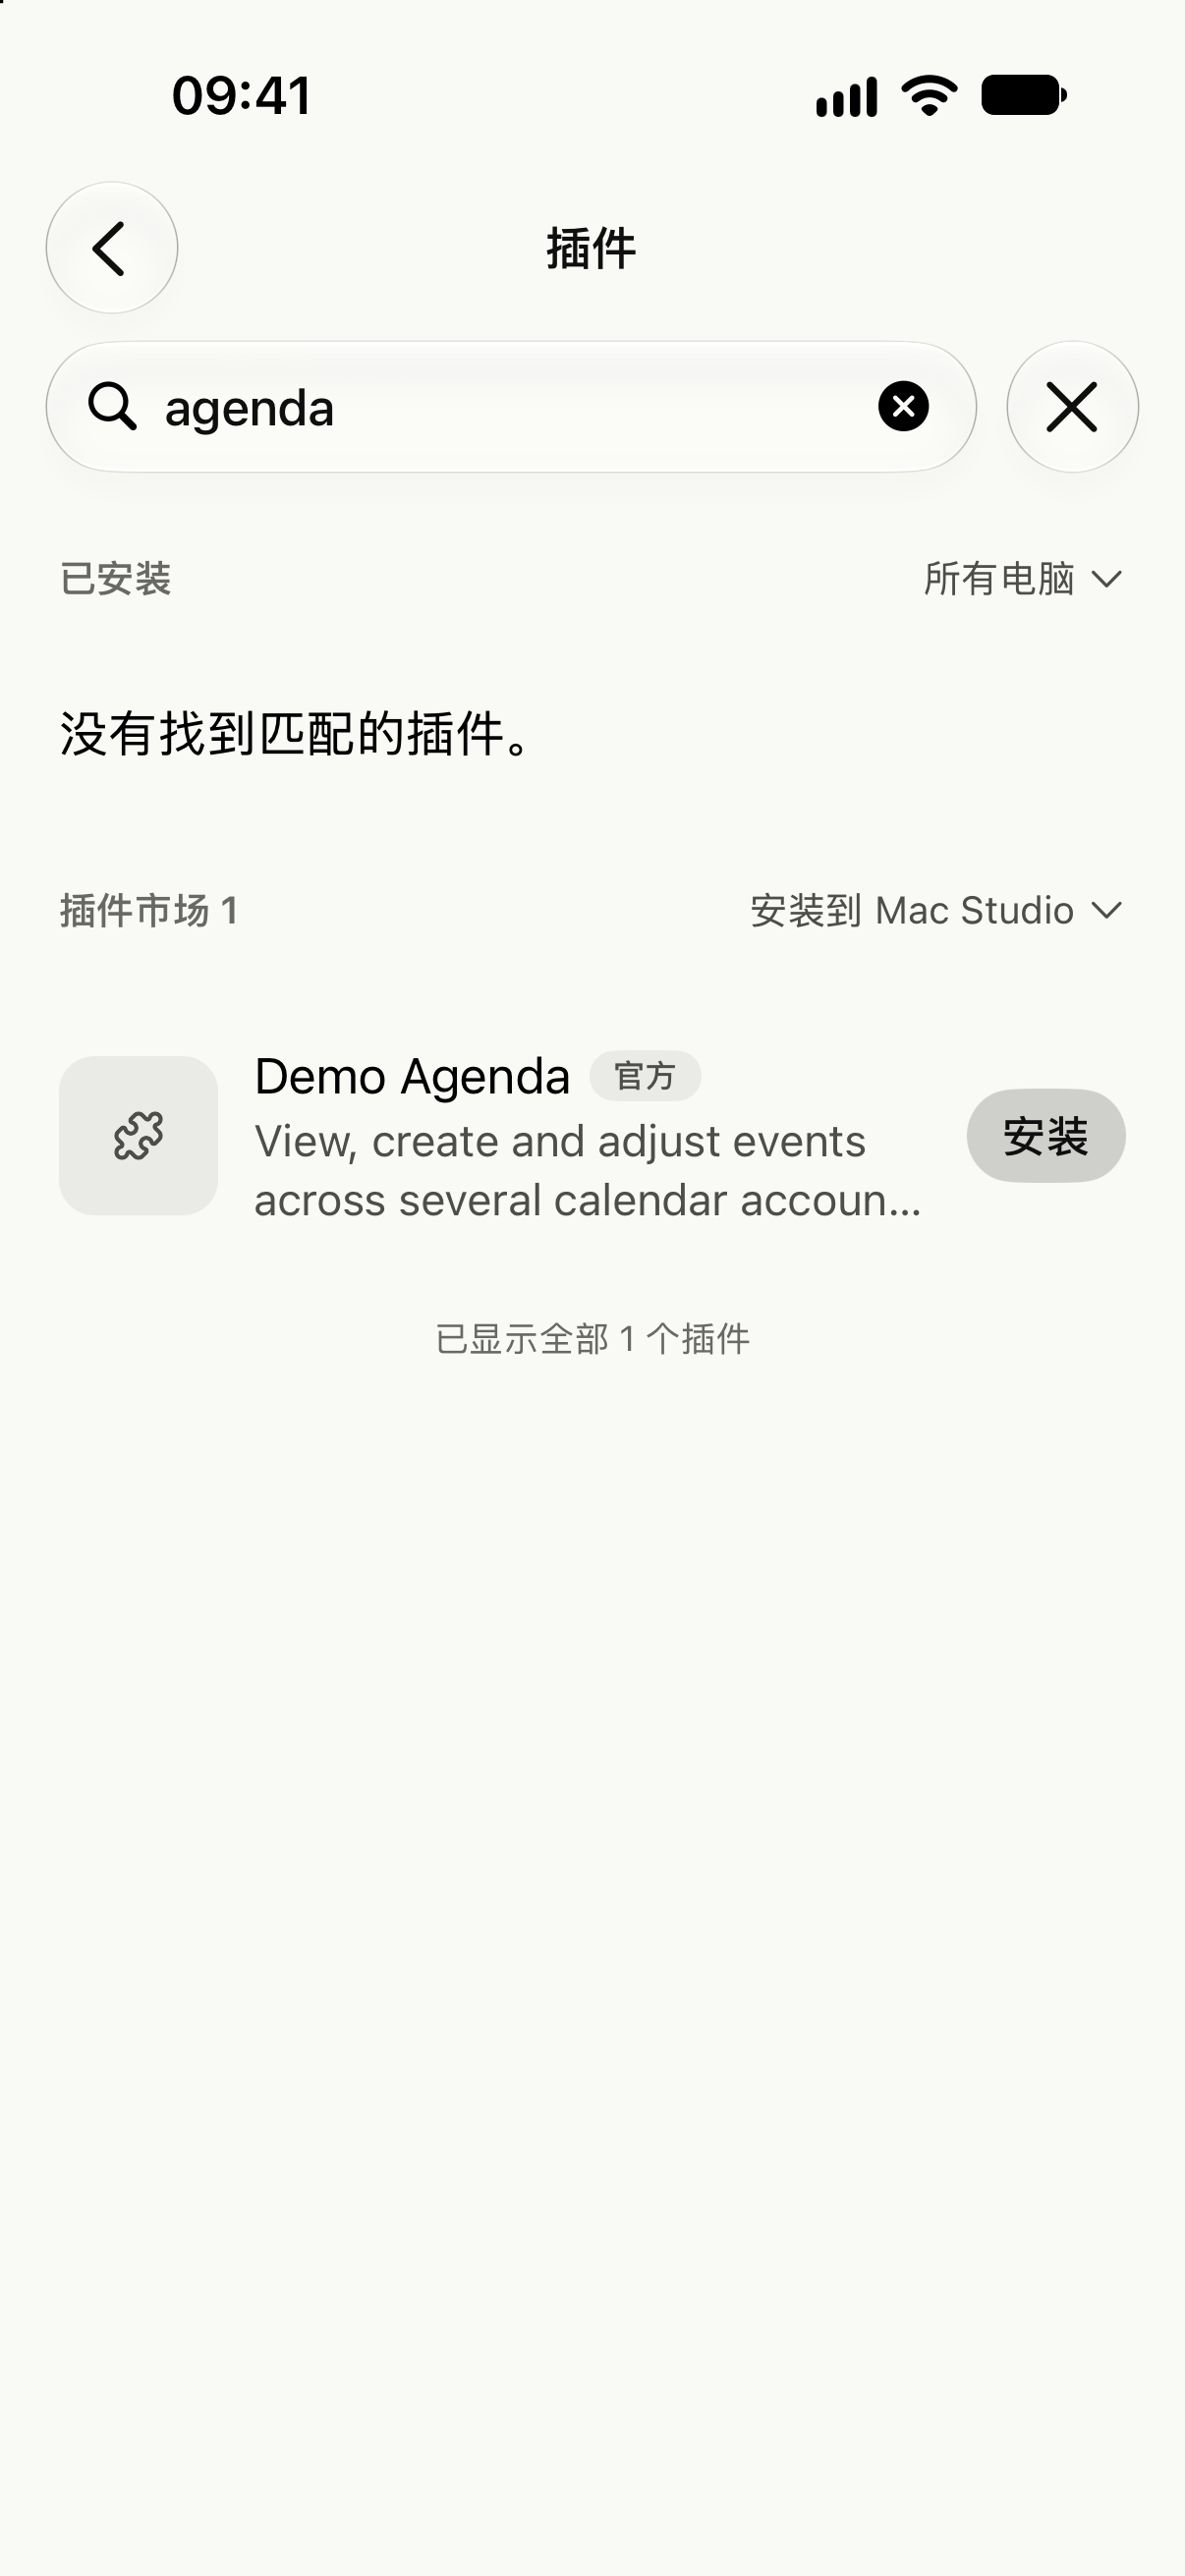 09:41
插件
agenda
已安装
所有电脑
没有找到匹配的插件。
插件市场 1
安装到 Mac Studio
Demo Agenda
官方
View, create and adjust events
across several calendar accoun...
安装
已显示全部 1 个插件